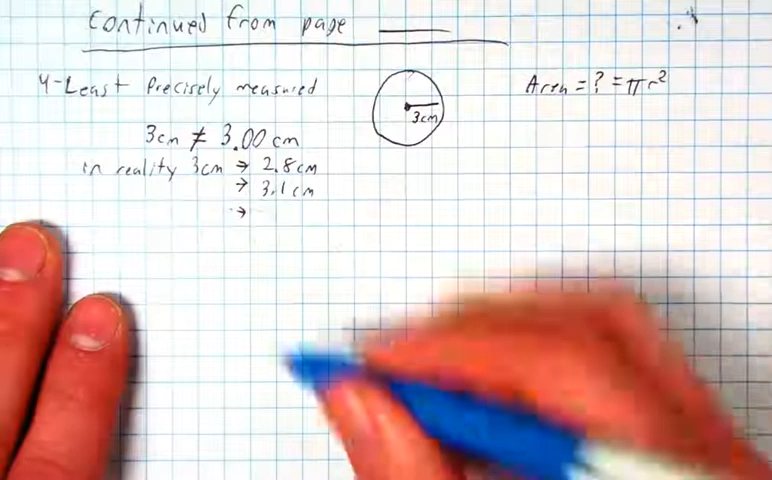 Continued from page
4-Least Precisely measured
3cm
Area = ? = πr²
3cm ≠ 3.00 cm
in reality 3cm → 2.8cm
→ 3.1cm
→